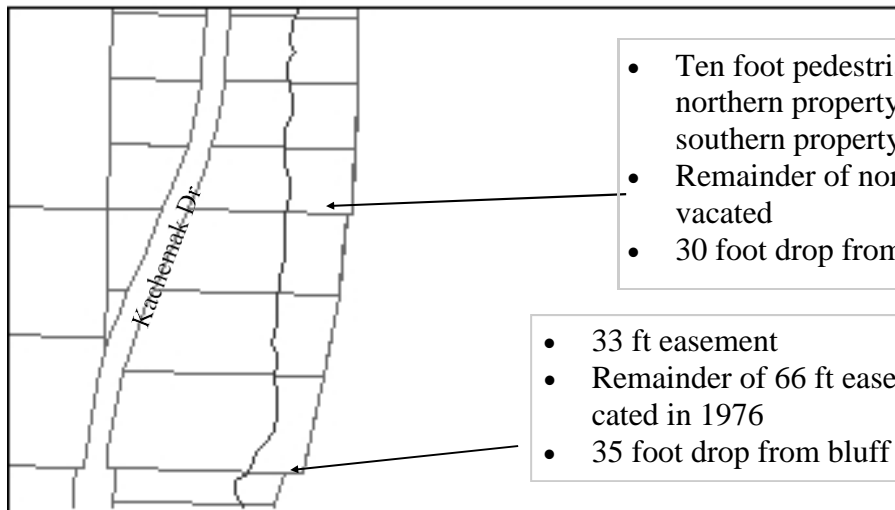 • Ten foot pedestri
northern property
southern property
• Remainder of nor
vacated
• 30 foot drop from
Kachemak Dr
• 33 ft easement
• Remainder of 66 ft ease
cated in 1976
• 35 foot drop from bluff